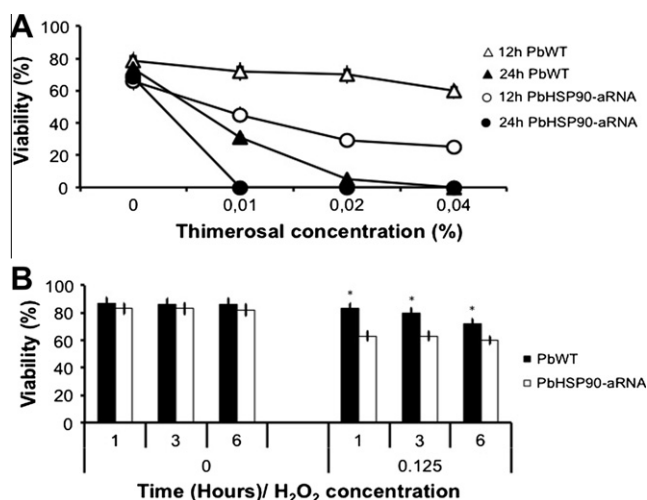 A
100
80
60
40
20
0
Viability (%)
0
0,01
0,02
0,04
Thimerosal concentration (%)
12h PbWT
24h PbWT
12h PbHSP90-aRNA
24h PbHSP90-aRNA
B
100
80
60
40
20
0
Viability (%)
* * *
1 3 6 1 3 6
0 0.125
Time (Hours)/ H₂O₂ concentration
PbWT
PbHSP90-aRNA